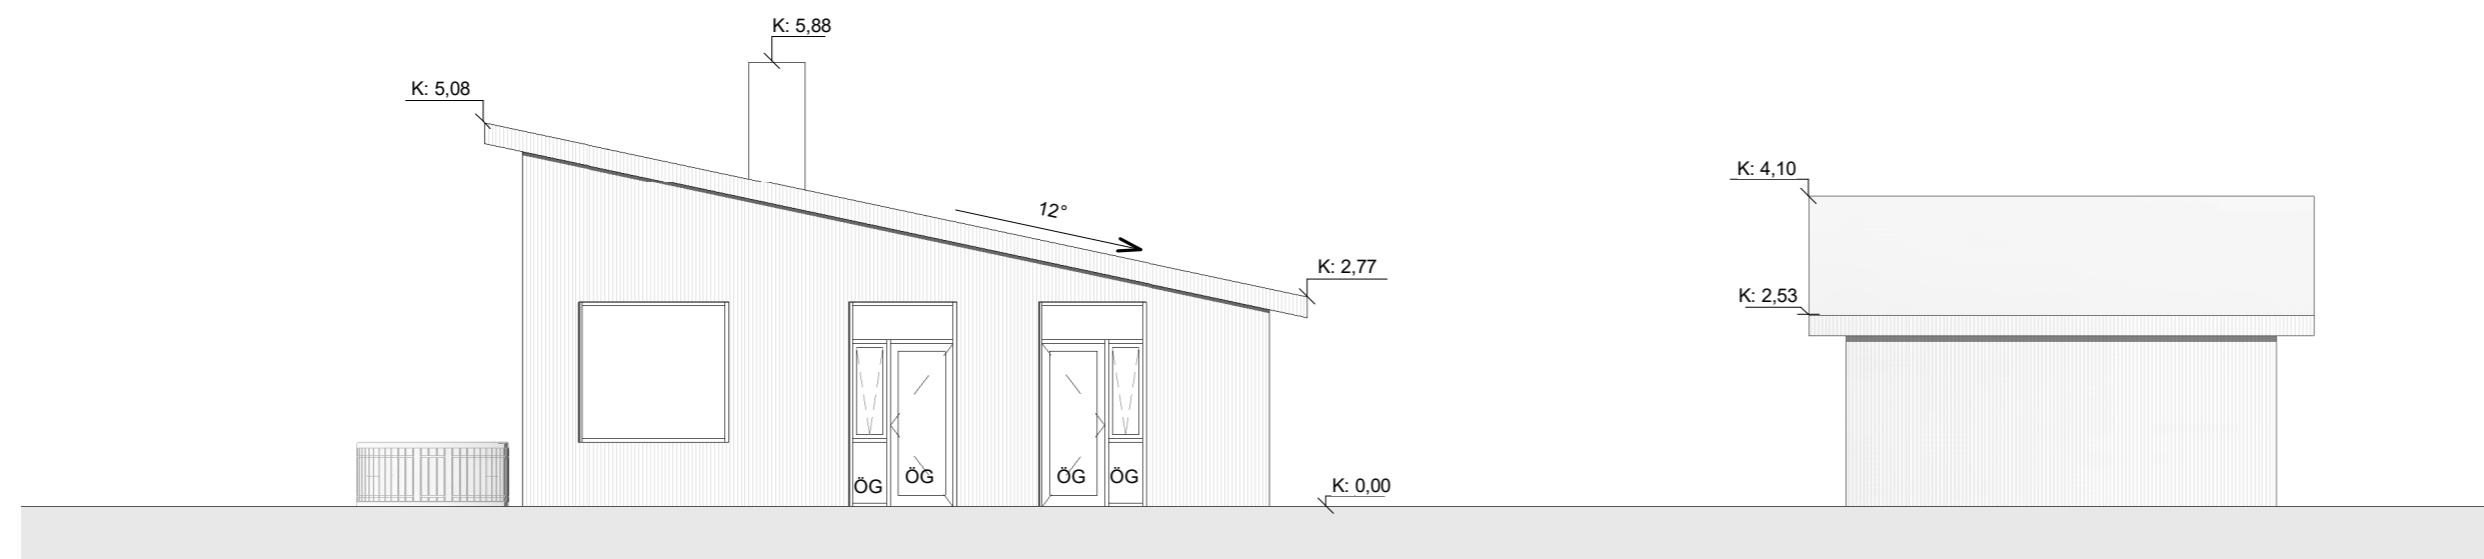 K: 5,88
K: 5,08
K: 4,10
12°
K: 2,77
K: 2,53
ÖG
ÖG
ÖG
ÖG
K: 0,00